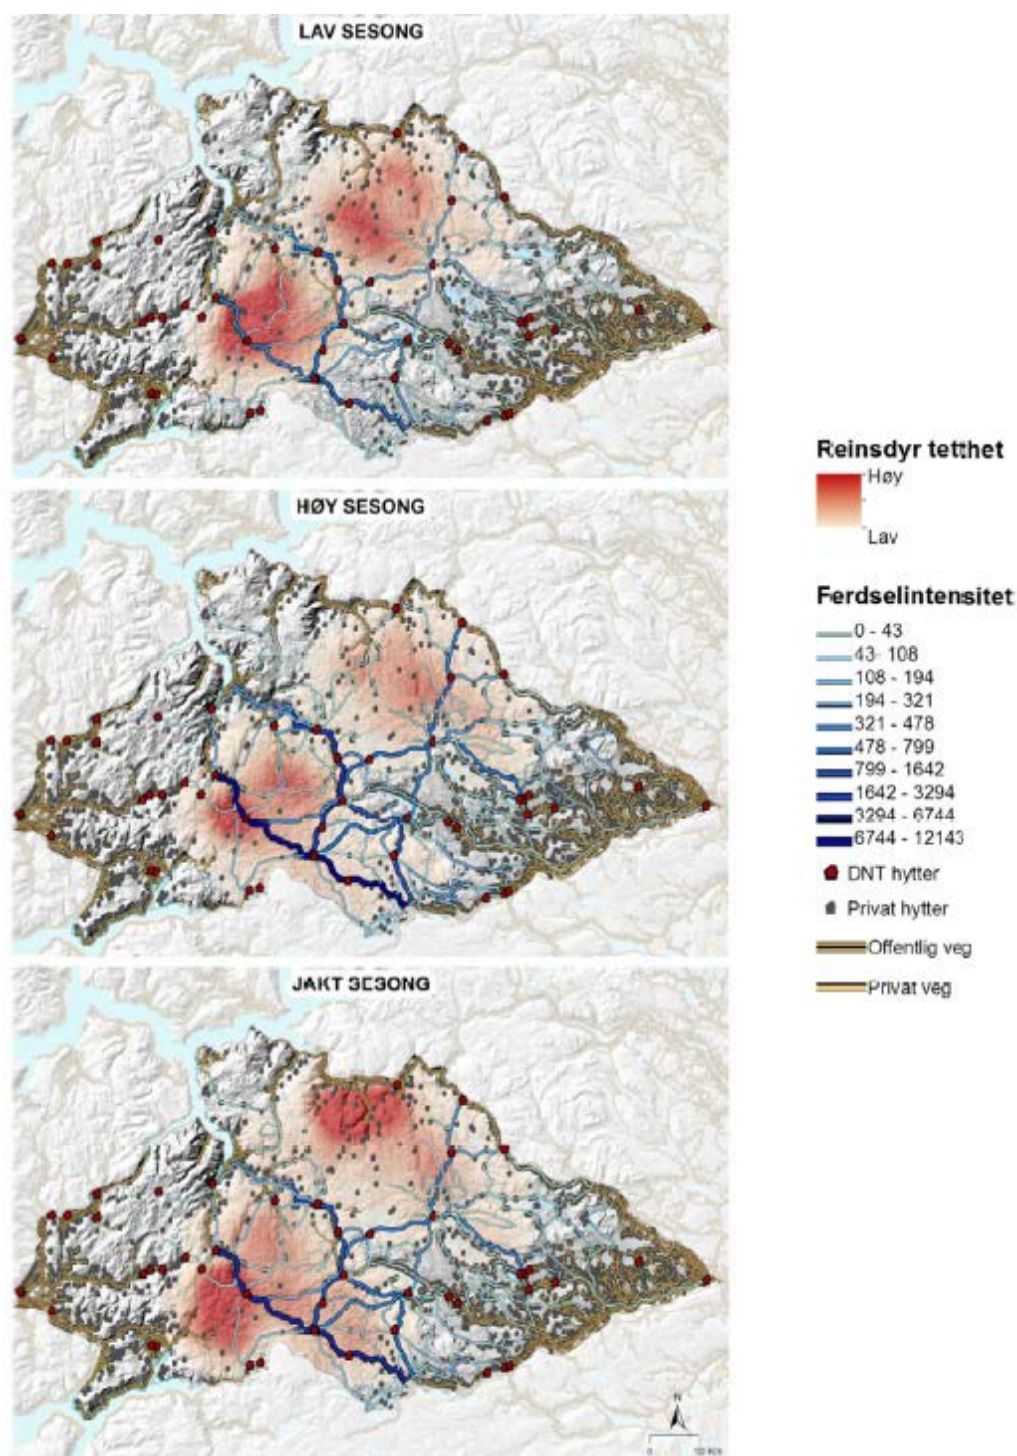 LAV SESONG
HØY SESONG
JAKT SESONG
N
0
Reinsdyr tetthet
Høy
Lav
Ferdselintensitet
0 - 43
43- 108
108 - 194
194 - 321
321 - 478
478 - 799
799 - 1642
1642 - 3294
3294 - 6744
6744 - 12143
DNT hytter
Privat hytter
Offentlig veg
Privat veg